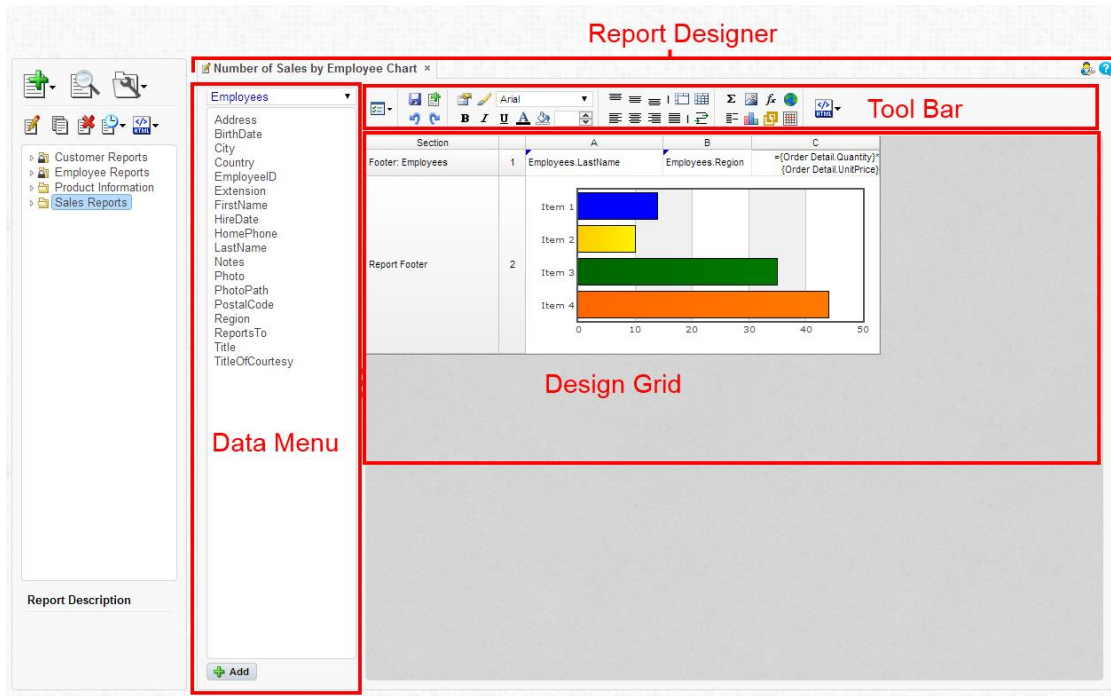 Report Designer
Number of Sales by Employee Chart ×
Employees
Arial
B I U A
Σ
fx
HTML
HTML
Tool Bar
Customer Reports
Employee Reports
Product Information
Sales Reports
Report Description
Address
BirthDate
City
Country
EmployeeID
Extension
FirstName
HireDate
HomePhone
LastName
Notes
Photo
PhotoPath
PostalCode
Region
ReportsTo
Title
TitleOfCourtesy
Data Menu
Add
Section A B C
Footer: Employees 1 Employees.LastName Employees.Region ={Order Detail.Quantity}*
{Order Detail.UnitPrice}
Report Footer 2
Item 1
Item 2
Item 3
Item 4
0 10 20 30 40 50
Design Grid